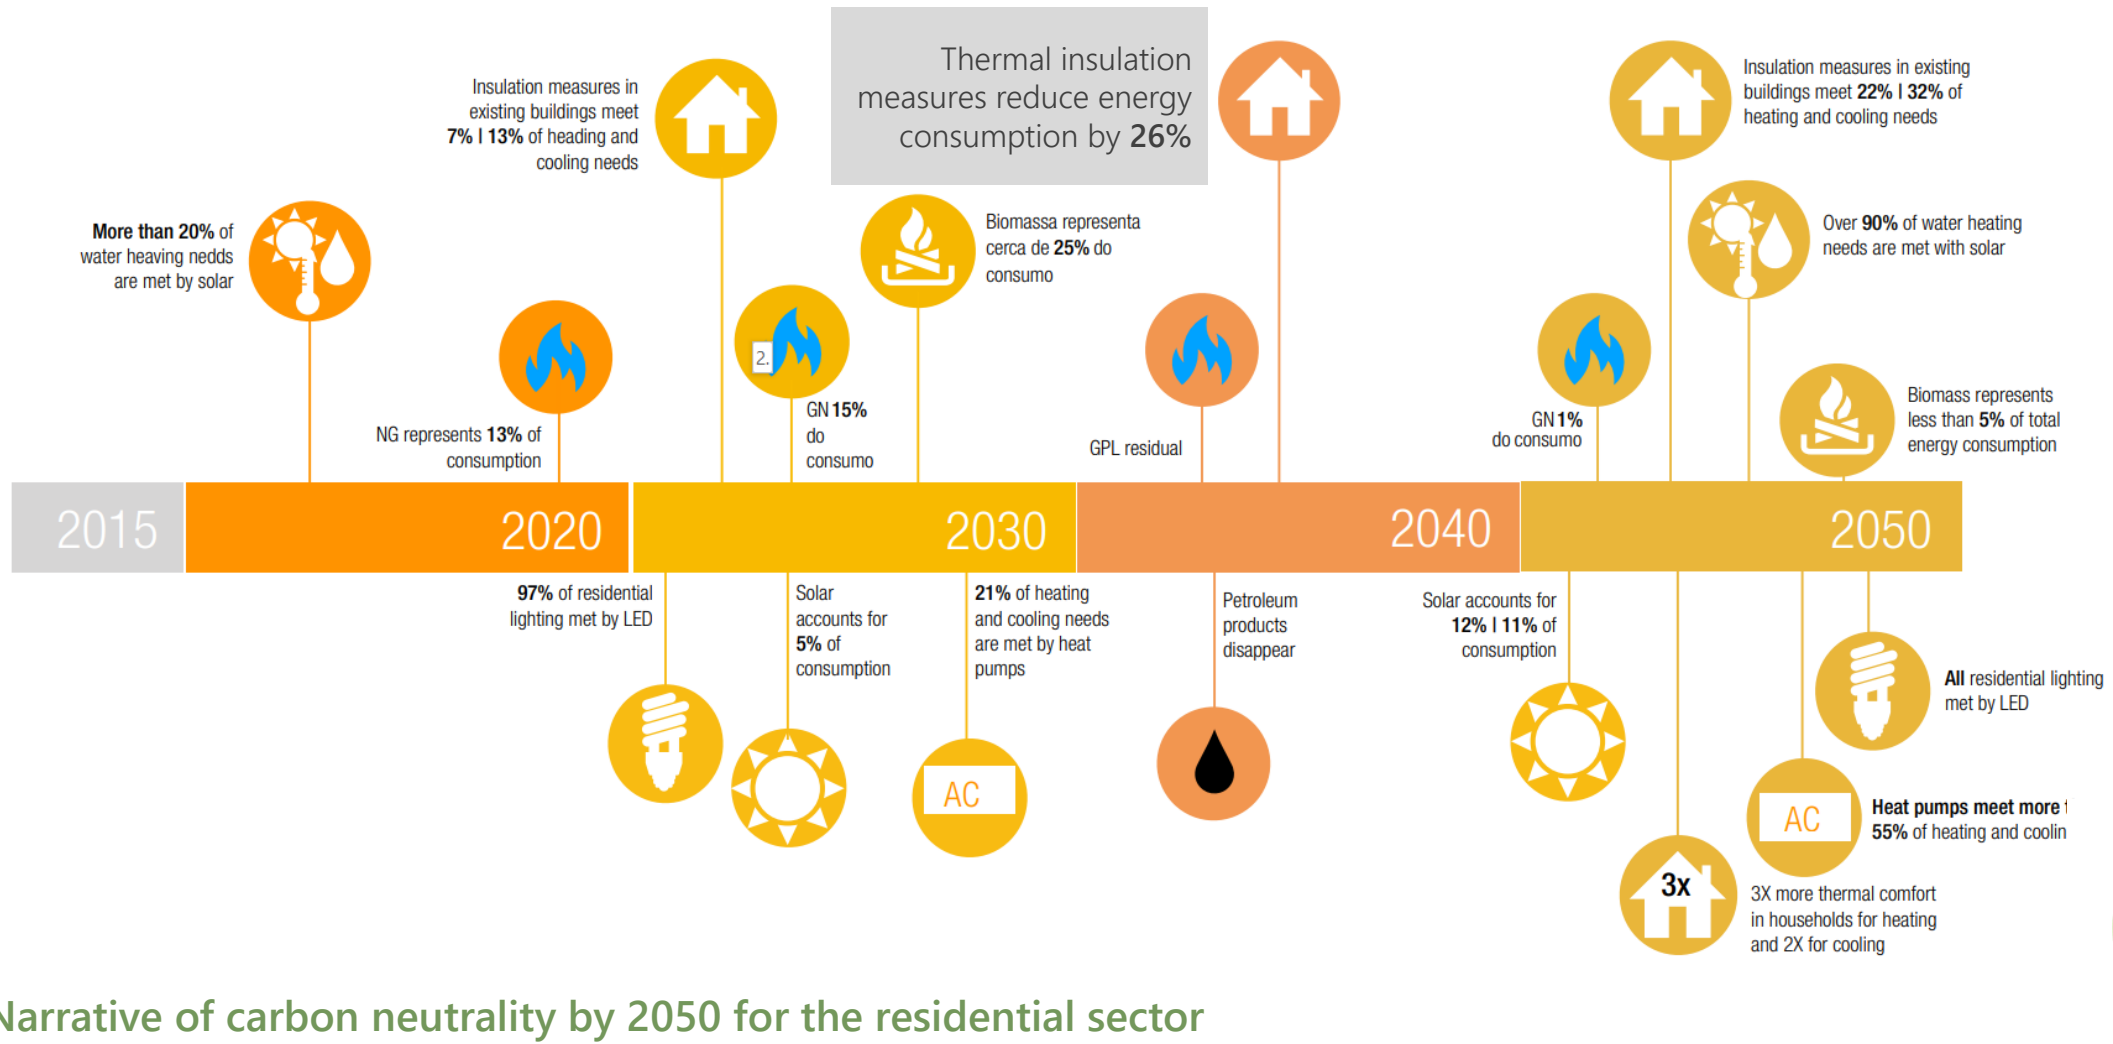 Thermal insulation
measures reduce energy
consumption by 26%
Insulation measures in
existing buildings meet
7% | 13% of heading and
cooling needs
Insulation measures in existing
buildings meet 22% | 32% of
heating and cooling needs
More than 20% of
water heaving nedds
are met by solar
Biomassa representa
cerca de 25% do
consumo
Over 90% of water heating
needs are met with solar
2.
NG represents 13% of
consumption
GN 15%
do
consumo
GPL residual
GN 1%
do consumo
Biomass represents
less than 5% of total
energy consumption
2015
2020
2030
2040
2050
97% of residential
lighting met by LED
Solar
accounts for
5% of
consumption
21% of heating
and cooling needs
are met by heat
pumps
Petroleum
products
disappear
Solar accounts for
12% | 11% of
consumption
All residential lighting
met by LED
AC
AC
Heat pumps meet more
55% of heating and coolin
3x
3X more thermal comfort
in households for heating
and 2X for cooling
Narrative of carbon neutrality by 2050 for the residential sector